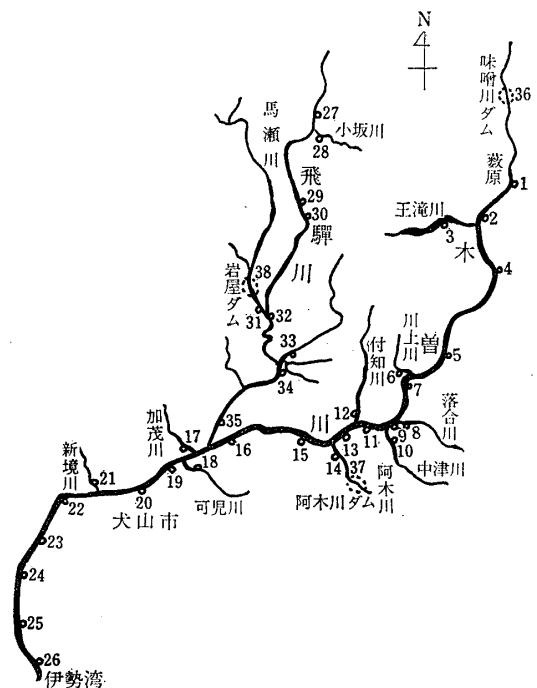 N
味噌川ダム
36
馬瀬川
27
小坂川
28
藪原
1
飛驒川
29
30
王滝川
2
3
木曽川
4
38
岩屋ダム
31
32
33
34
付知川
川上川
5
6
7
落合川
8
9
10
中津川
11
12
13
14
15
37
阿木川ダム
阿木川
35
16
加茂川
17
18
可児川
19
新境川
21
20
犬山市
22
23
24
25
26
伊勢湾